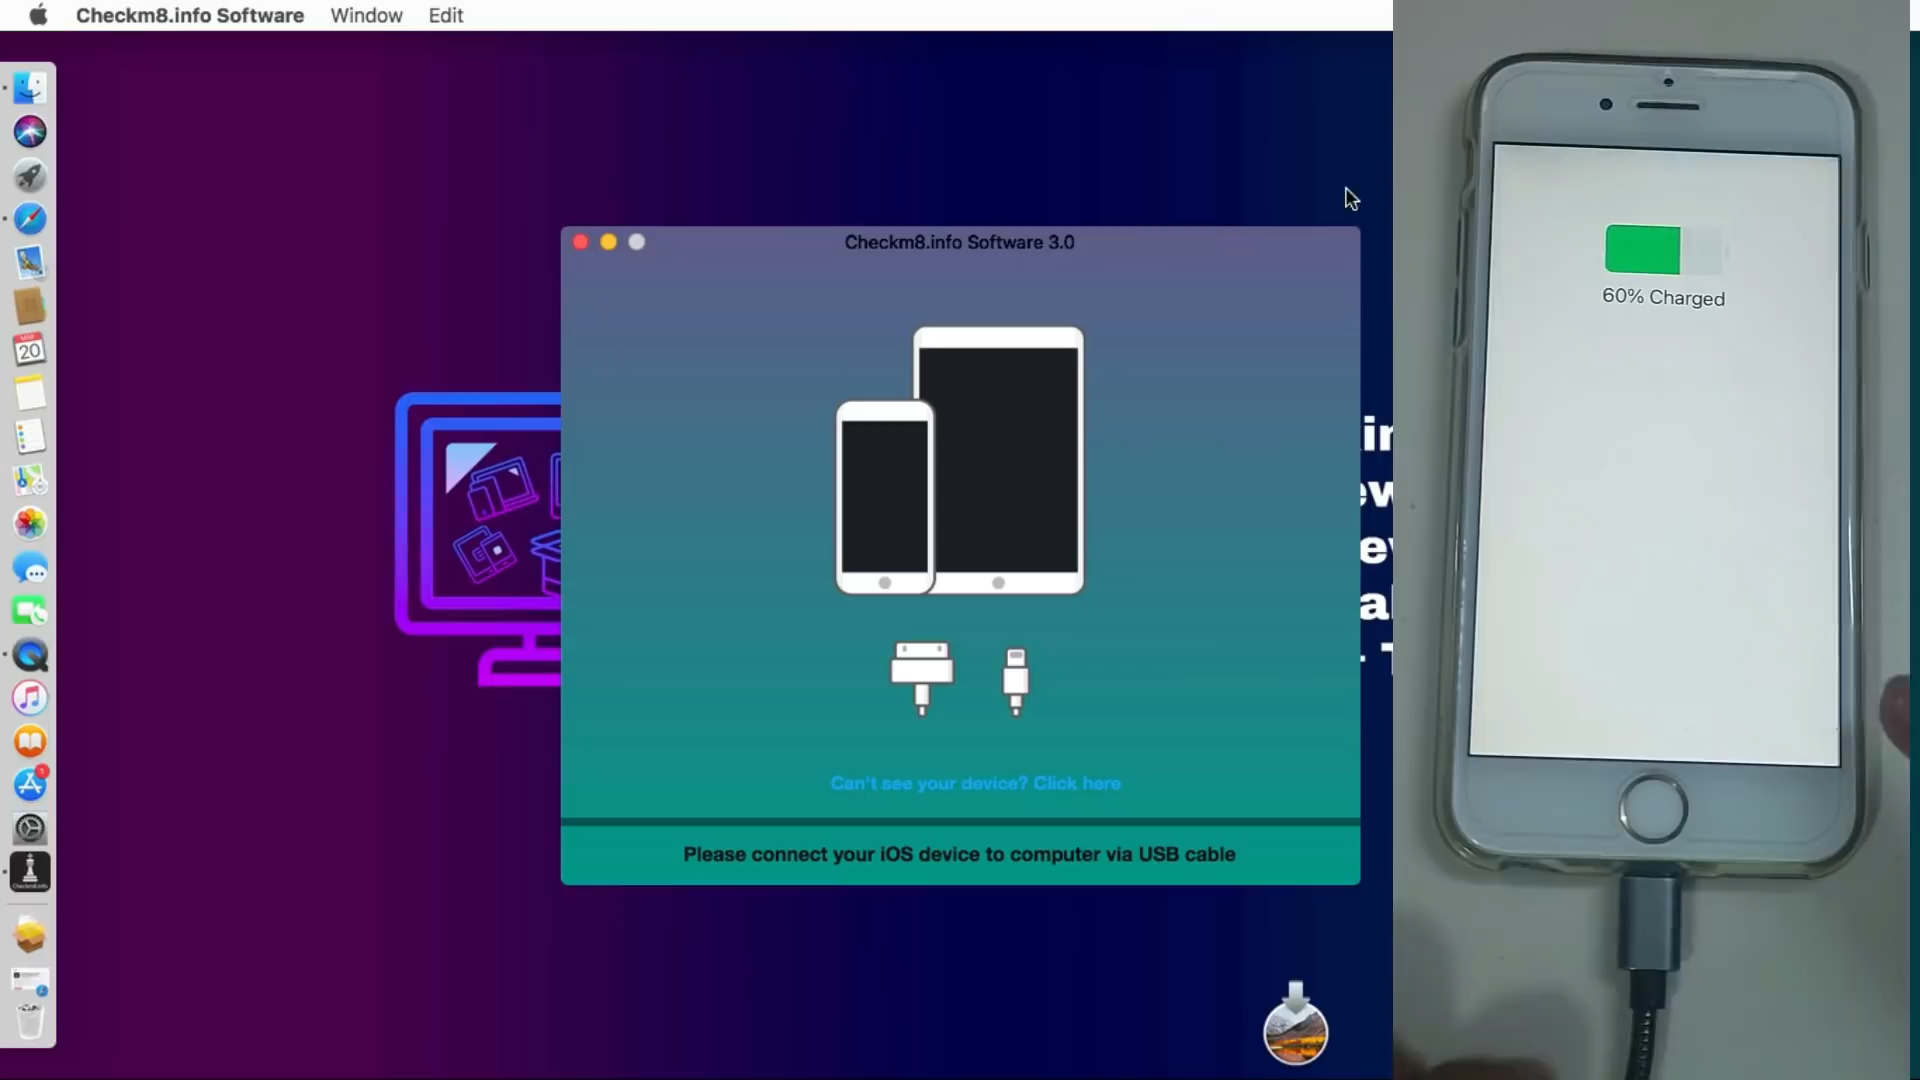 Checkm8.info Software Window Edit
Checkm8.info Software 3.0
60% Charged
MAR
20
Can't see your device? Click here
Please connect your iOS device to computer via USB cable